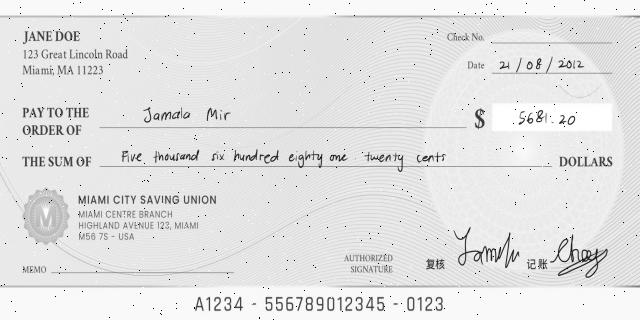 JANE DOE
123 Great Lincoln Road
Miami, MA 11223
Check No.
Date 21/08/2012
PAY TO THE
ORDER OF Jamala Mir
$ 5681.20
THE SUM OF Five thousand six hundred eighty one twenty cents DOLLARS
MIAMI CITY SAVING UNION
MIAMI CENTRE BRANCH
HIGHLAND AVENUE 123, MIAMI
M56 7S - USA
M
MEMO
AUTHORIZED
SIGNATURE
复核 记账
A1234 - 555789012345 - 0123